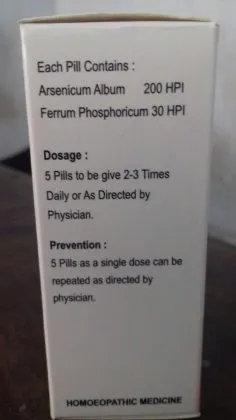 Each Pill Contains :
Arsenicum Album 200 HPI
Ferrum Phosphoricum 30 HPI
Dosage :
5 Pills to be give 2-3 Times
Daily or As Directed by
Physician.
Prevention :
5 Pills as a single dose can be
repeated as directed by
physician.
HOMOEOPATHIC MEDICINE